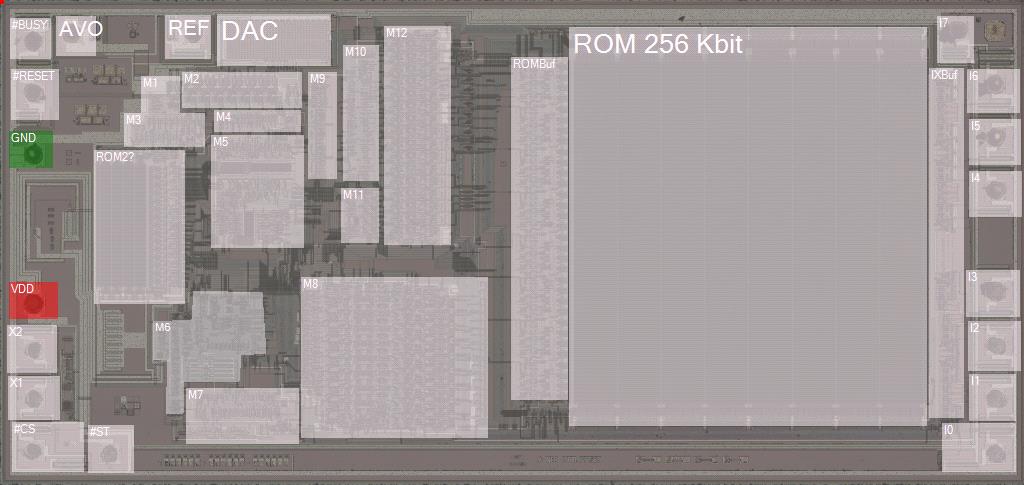 #BUSY
AVO
REF
DAC
M10
M12
ROM 256 Kbit
I7
#RESET
M1
M2
M9
ROMBuf
IXBuf
I6
M3
M4
GND
M5
I5
ROM2?
I4
M11
VDD
M8
I3
X2
M6
I2
X1
M7
I1
#CS
#ST
I0